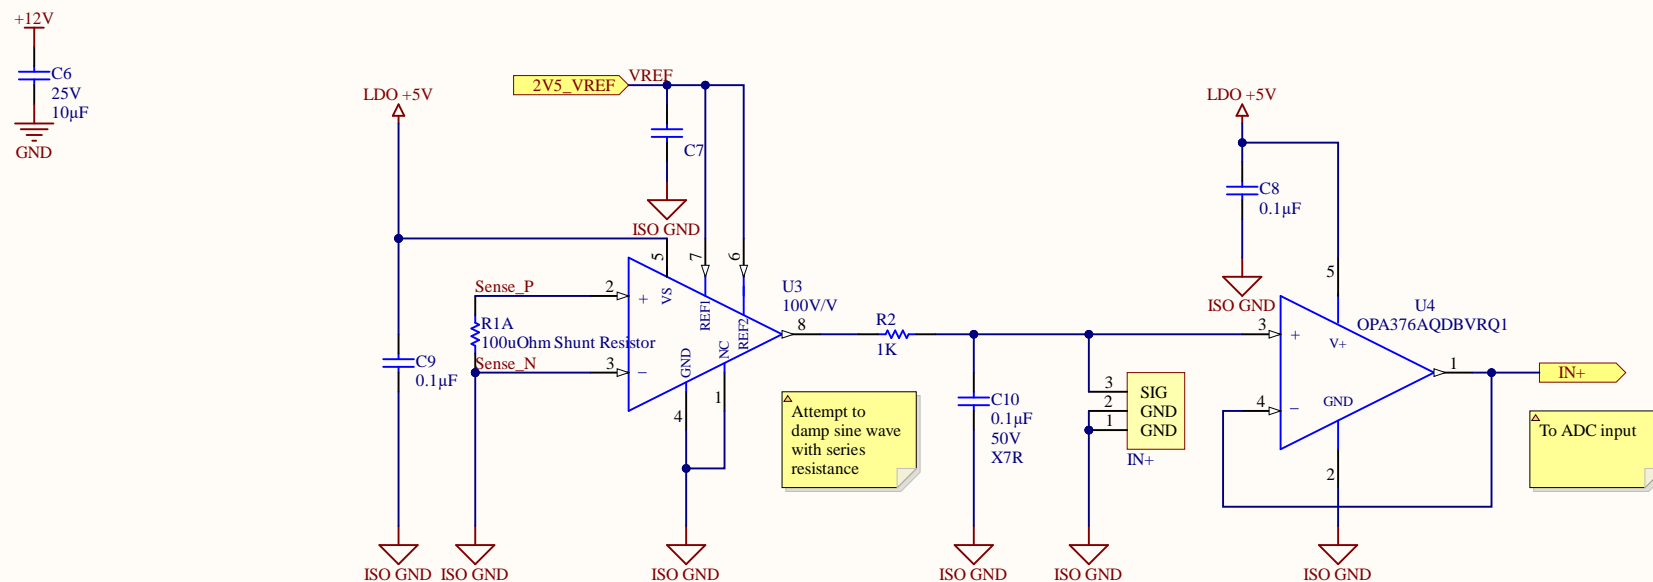 +12V
C6
25V
10µF
GND
LDO +5V
2V5_VREF
VREF
C7
ISO GND
Sense_P
R1A
100uOhm Shunt Resistor
Sense_N
C9
0.1µF
2
3
5
7
6
+
−
VS
REF1
REF2
GND
NC
4
1
U3
100V/V
8
R2
1K
Attempt to
damp sine wave
with series
resistance
C10
0.1µF
50V
X7R
3
2
1
SIG
GND
GND
IN+
LDO +5V
C8
0.1µF
ISO GND
5
U4
OPA376AQDBVRQ1
3
+
V+
4
−
GND
1
2
IN+
To ADC input
ISO GND
ISO GND
ISO GND
ISO GND
ISO GND
ISO GND